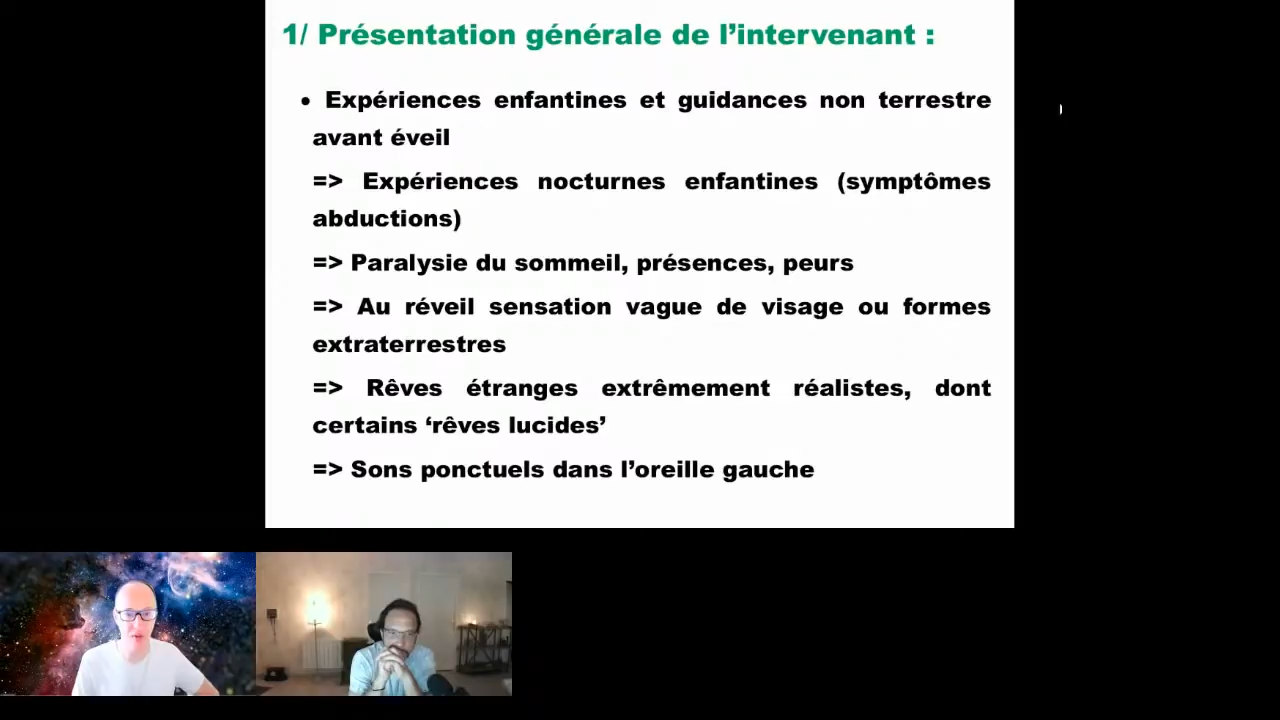 1/ Présentation générale de l’intervenant :
• Expériences enfantines et guidances non terrestre
avant éveil
=> Expériences nocturnes enfantines (symptômes
abductions)
=> Paralysie du sommeil, présences, peurs
=> Au réveil sensation vague de visage ou formes
extraterrestres
=> Rêves étranges extrêmement réalistes, dont
certains ‘rêves lucides’
=> Sons ponctuels dans l’oreille gauche